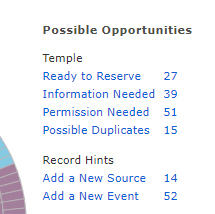 Possible Opportunities
Temple
Ready to Reserve 27
Information Needed 39
Permission Needed 51
Possible Duplicates 15
Record Hints
Add a New Source 14
Add a New Event 52